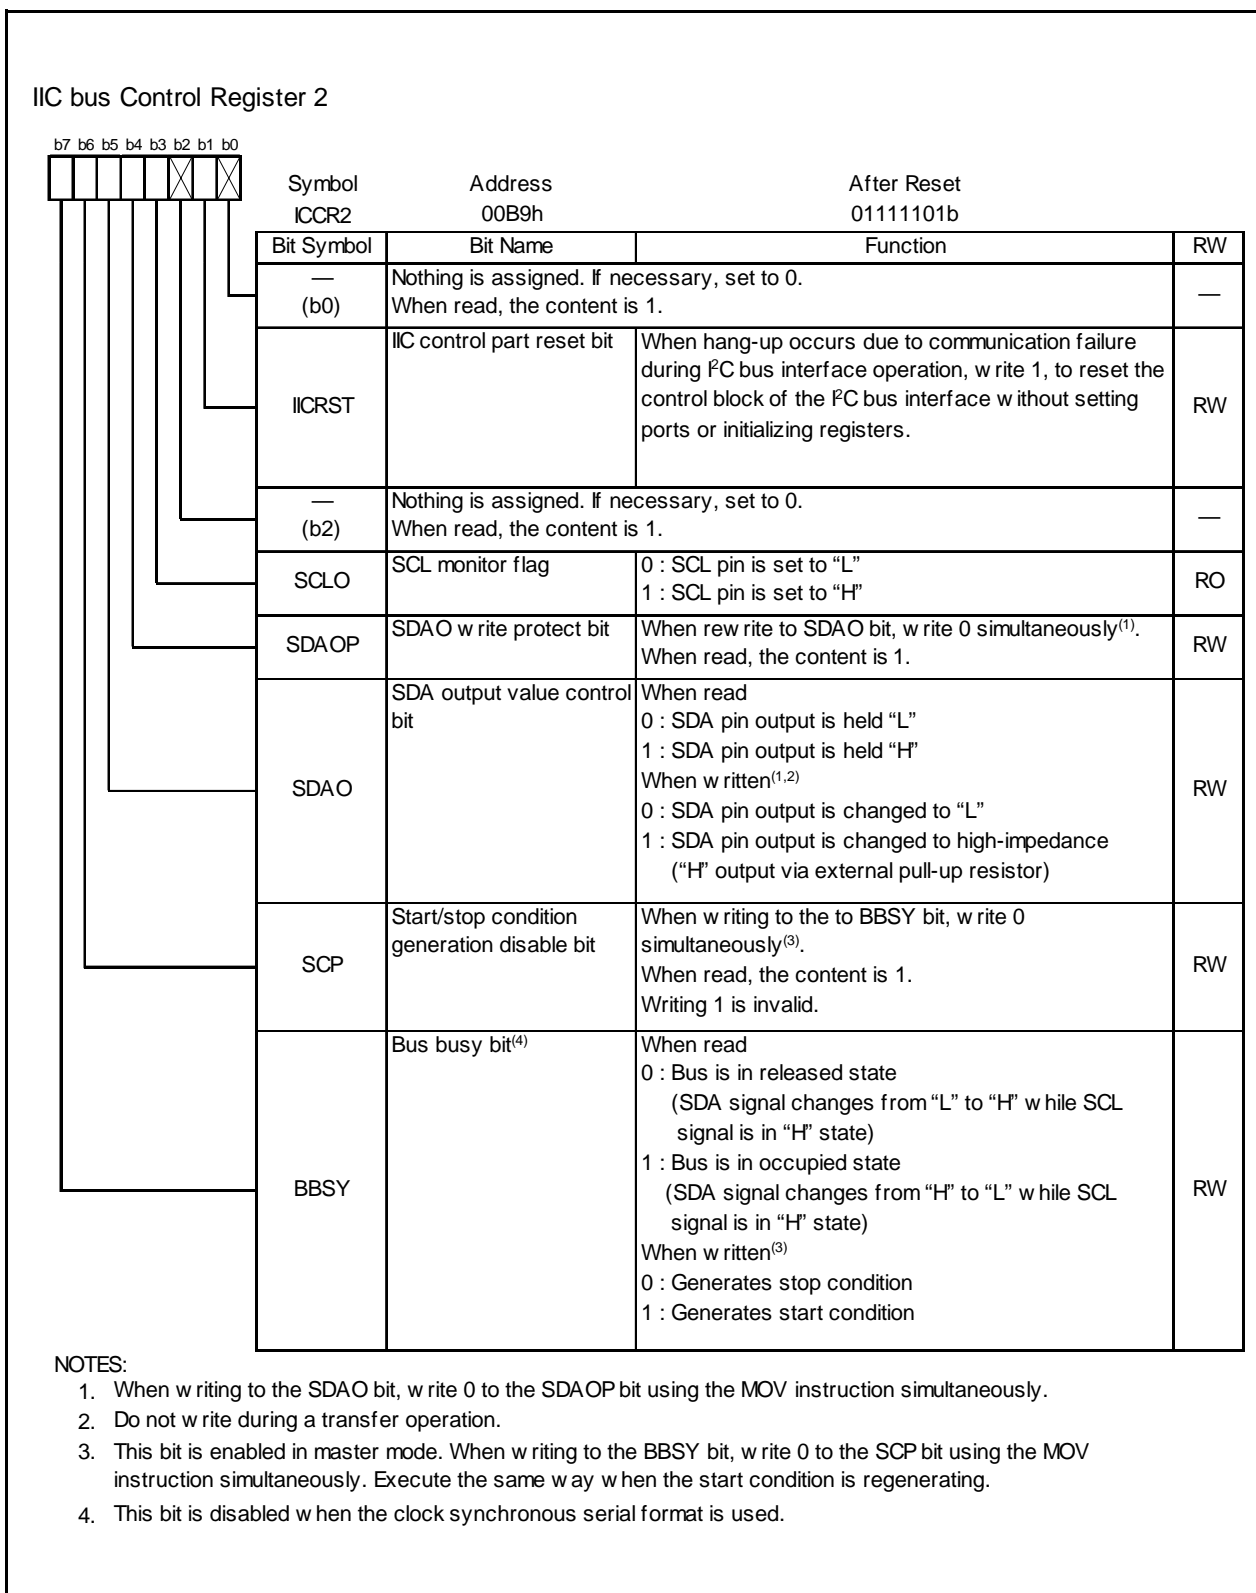 IIC bus Control Register 2
b7 b6 b5 b4 b3 b2 b1 b0
Symbol Address After Reset
ICCR2 00B9h 01111101b
Bit Symbol Bit Name Function RW
— (b0) Nothing is assigned. If necessary, set to 0.
When read, the content is 1. —
IICRST IIC control part reset bit When hang-up occurs due to communication failure
during I²C bus interface operation, write 1, to reset the
control block of the I²C bus interface without setting
ports or initializing registers. RW
— (b2) Nothing is assigned. If necessary, set to 0.
When read, the content is 1. —
SCLO SCL monitor flag 0 : SCL pin is set to “L”
1 : SCL pin is set to “H” RO
SDAOP SDAO write protect bit When rewrite to SDAO bit, write 0 simultaneously(1).
When read, the content is 1. RW
SDAO SDA output value control bit When read
0 : SDA pin output is held “L”
1 : SDA pin output is held “H”
When written(1,2)
0 : SDA pin output is changed to “L”
1 : SDA pin output is changed to high-impedance
(“H” output via external pull-up resistor) RW
SCP Start/stop condition generation disable bit When writing to the to BBSY bit, write 0
simultaneously(3).
When read, the content is 1.
Writing 1 is invalid. RW
BBSY Bus busy bit(4) When read
0 : Bus is in released state
(SDA signal changes from “L” to “H” while SCL
signal is in “H” state)
1 : Bus is in occupied state
(SDA signal changes from “H” to “L” while SCL
signal is in “H” state)
When written(3)
0 : Generates stop condition
1 : Generates start condition RW
NOTES:
1. When writing to the SDAO bit, write 0 to the SDAOP bit using the MOV instruction simultaneously.
2. Do not write during a transfer operation.
3. This bit is enabled in master mode. When writing to the BBSY bit, write 0 to the SCP bit using the MOV
instruction simultaneously. Execute the same way when the start condition is regenerating.
4. This bit is disabled when the clock synchronous serial format is used.